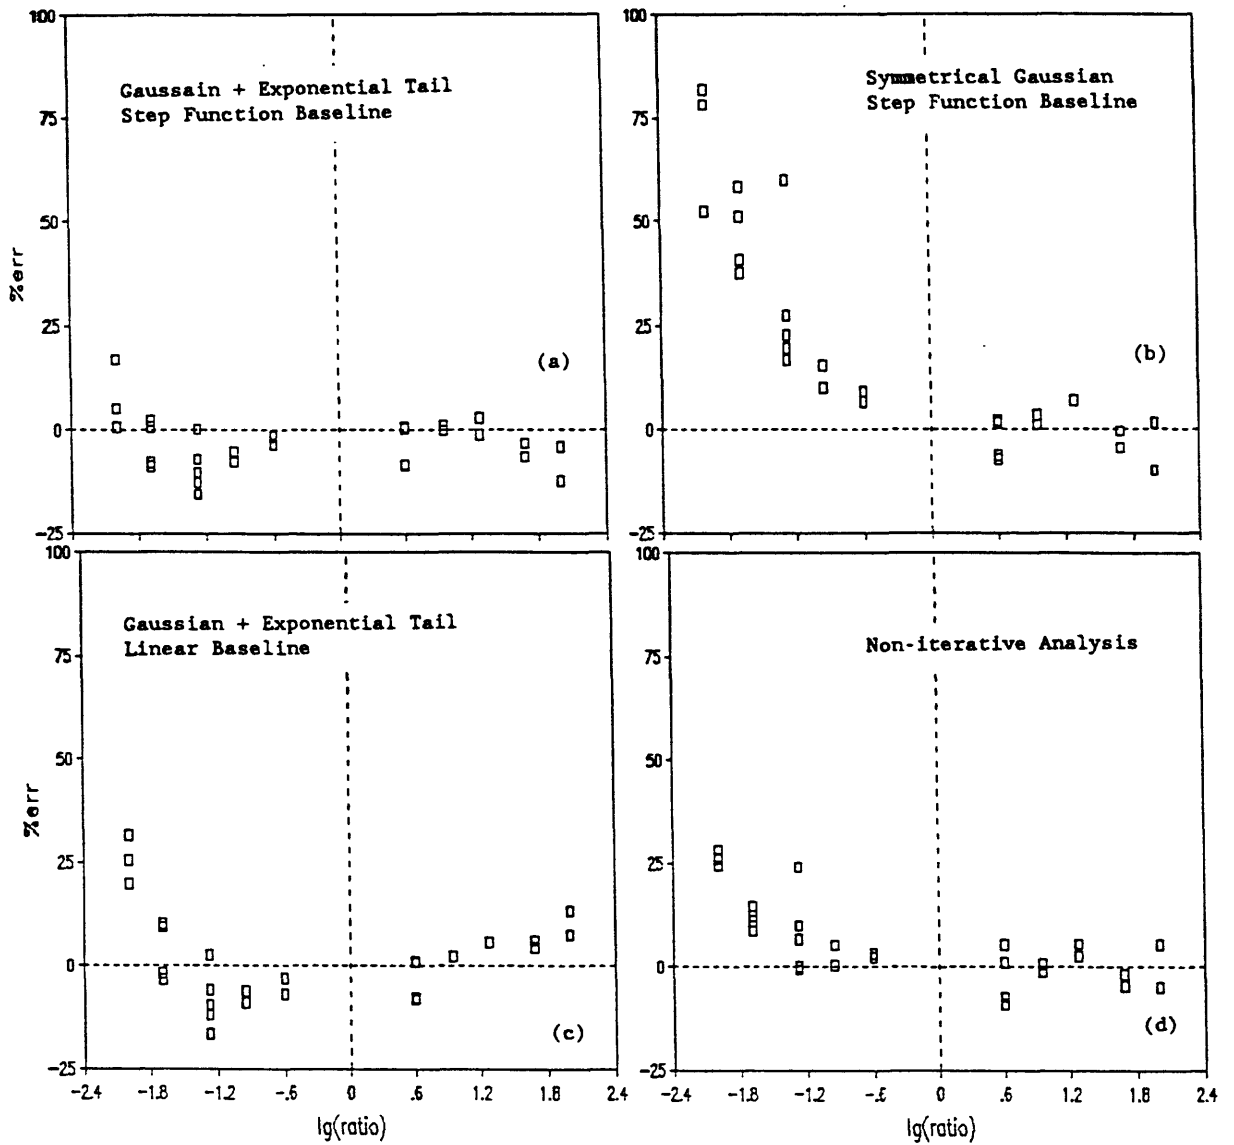 100
75
50
25
0
-25
%err
Gaussain + Exponential Tail
Step Function Baseline
(a)
100
75
50
25
0
-25
Symmetrical Gaussian
Step Function Baseline
(b)
100
75
50
25
0
-25
%err
Gaussian + Exponential Tail
Linear Baseline
(c)
-2.4 -1.8 -1.2 -.6 0 .6 1.2 1.8 2.4
lg(ratio)
100
75
50
25
0
-25
Non-iterative Analysis
(d)
-2.4 -1.8 -1.2 -.6 0 .6 1.2 1.8 2.4
lg(ratio)